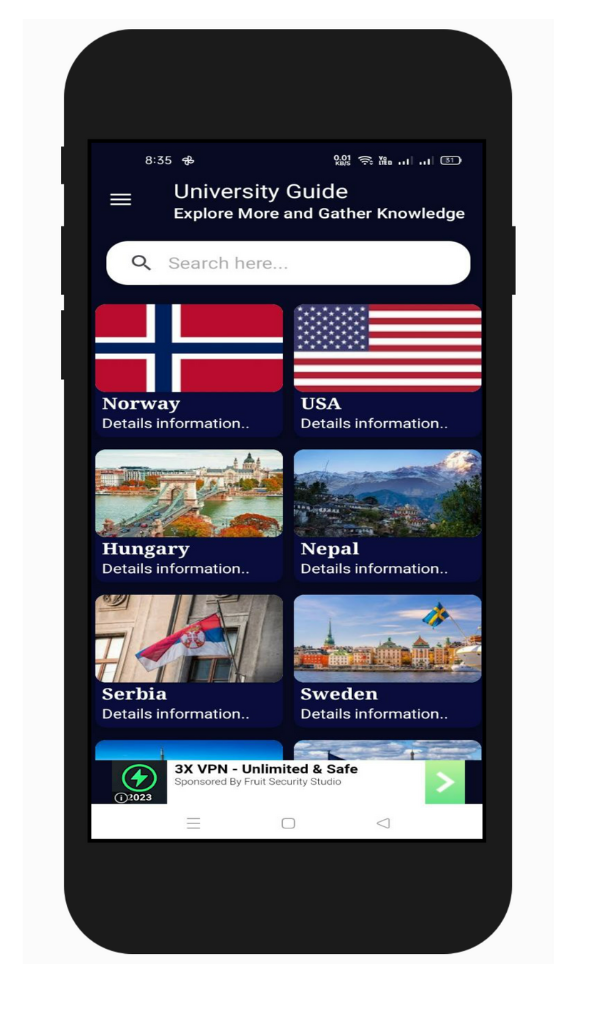 8:35
0.01 KB/S Vo LTE 31
University Guide
Explore More and Gather Knowledge
Search here...
Norway
Details information..
USA
Details information..
Hungary
Details information..
Nepal
Details information..
Serbia
Details information..
Sweden
Details information..
3X VPN - Unlimited & Safe
Sponsored By Fruit Security Studio
2023